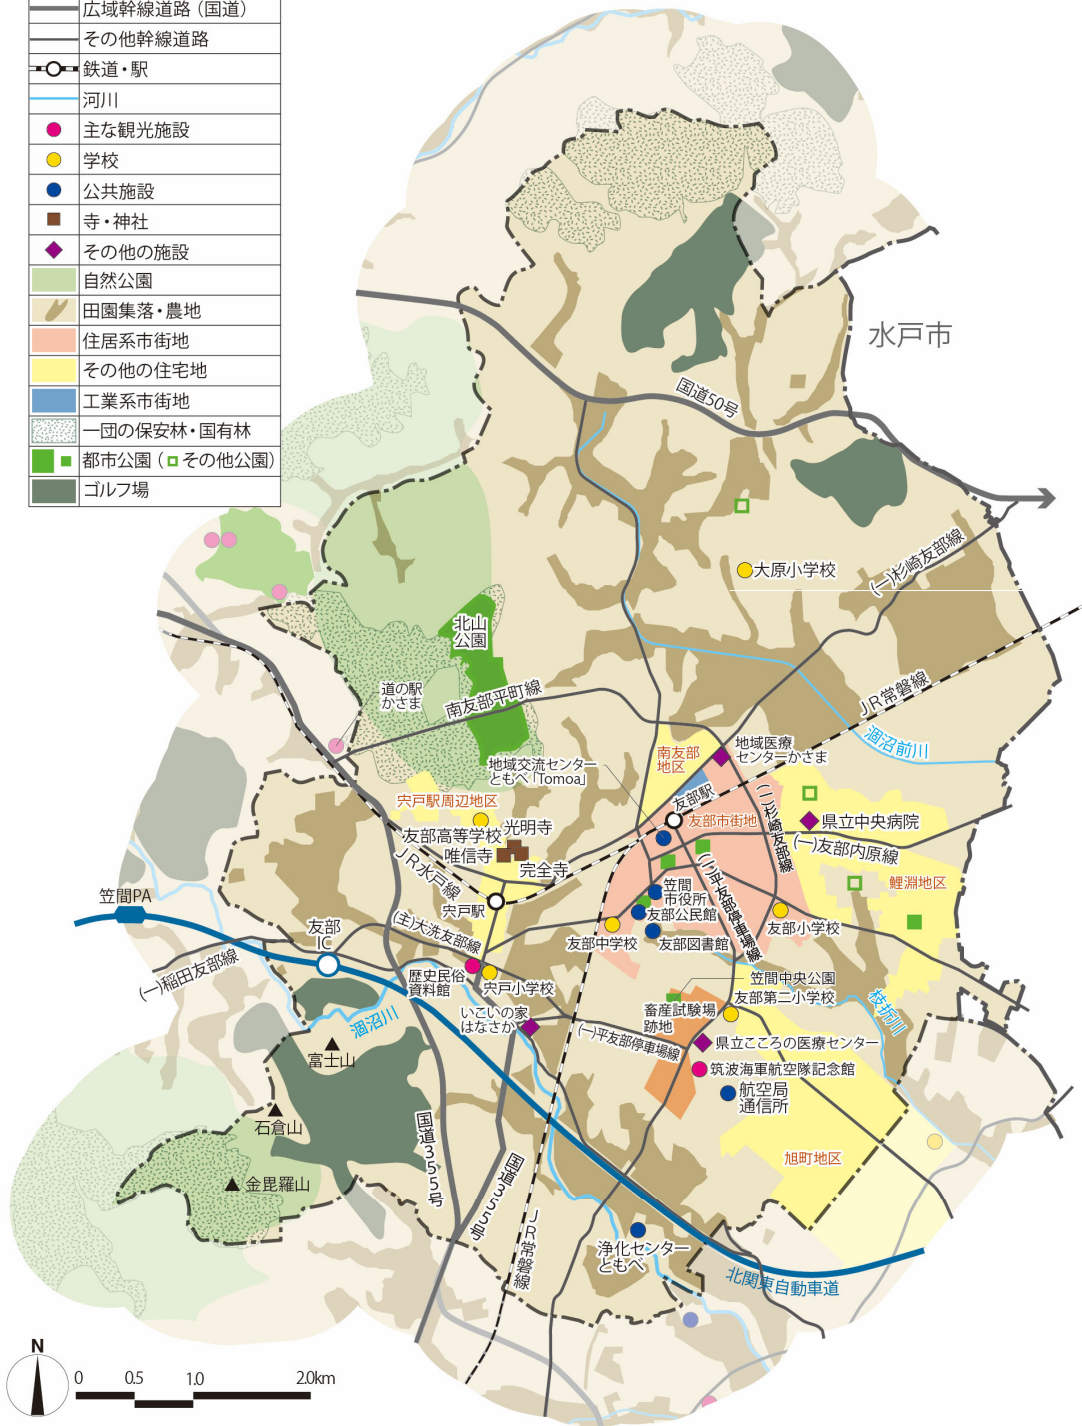 広域幹線道路（国道）
その他幹線道路
鉄道・駅
河川
主な観光施設
学校
公共施設
寺・神社
その他の施設
自然公園
田園集落・農地
住居系市街地
その他の住宅地
工業系市街地
一団の保安林・国有林
都市公園（ その他公園）
ゴルフ場
水戸市
国道50号
大原小学校
(一)杉崎友部線
北山
公園
道の駅
かさま
南友部平町線
JR常磐線
涸沼前川
南友部
地区
地域医療
センターかさま
地域交流センター
ともべ「Tomoa」
宍戸駅周辺地区
友部駅
友部市街地
(一)杉崎友部線
県立中央病院
(一)友部内原線
友部高等学校
光明寺
唯信寺
完全寺
JR水戸線
宍戸駅
(一)平友部停車場線
鯉淵地区
笠間
市役所
友部公民館
友部小学校
友部中学校
友部図書館
笠間PA
友部
IC
(主)大洗友部線
(一)稲田友部線
歴史民俗
資料館
宍戸小学校
笠間中央公園
友部第二小学校
枝折川
畜産試験場
跡地
いこいの家
はなさか
(一)平友部停車場線
県立こころの医療センター
涸沼川
富士山
筑波海軍航空隊記念館
航空局
通信所
石倉山
国道355号
旭町地区
金毘羅山
国道355号
JR常磐線
浄化センター
ともべ
北関東自動車道
N
0 0.5 1.0 2.0km